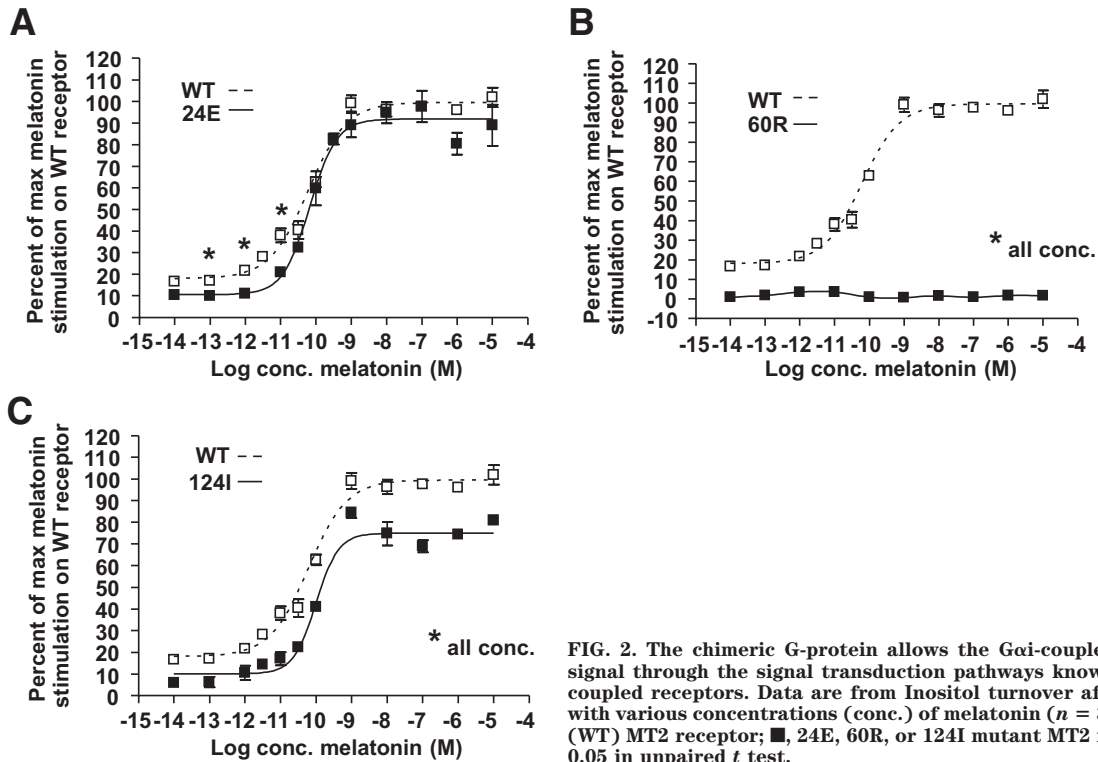 A
Percent of max melatonin
stimulation on WT receptor
120
110
100
90
80
70
60
50
40
30
20
10
0
WT
24E
*
*
*
-15 -14 -13 -12 -11 -10 -9 -8 -7 -6 -5 -4
Log conc. melatonin (M)
B
Percent of max melatonin
stimulation on WT receptor
120
110
100
90
80
70
60
50
40
30
20
10
0
-10
WT
60R
* all conc.
-15 -14 -13 -12 -11 -10 -9 -8 -7 -6 -5 -4
Log conc. melatonin (M)
C
Percent of max melatonin
stimulation on WT receptor
120
110
100
90
80
70
60
50
40
30
20
10
0
WT
124I
* all conc.
-15 -14 -13 -12 -11 -10 -9 -8 -7 -6 -5 -4
Log conc. melatonin (M)
FIG. 2. The chimeric G-protein allows the Gαi-couple
signal through the signal transduction pathways know
coupled receptors. Data are from Inositol turnover af
with various concentrations (conc.) of melatonin (n =
(WT) MT2 receptor; ■, 24E, 60R, or 124I mutant MT2
0.05 in unpaired t test.